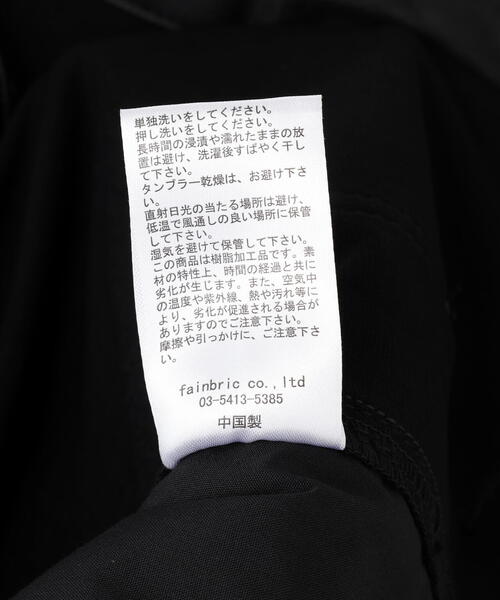 単独洗いをしてください。
押し洗いをしてください。
長時間の浸漬や濡れたままの放
置は避け、洗濯後すばやく干し
て下さい。
タンブラー乾燥は、お避け下さ
い。
直射日光の当たる場所は避け、
低温で風通しの良い場所に保管
して下さい。
湿気を避けて保管して下さい。
この商品は樹脂加工品です。素
材の特性上、時間の経過と共に
劣化が生じます。また、空気中
の温度や紫外線、熱や汚れ等に
より、劣化が促進される場合が
ありますのでご注意下さい。
摩擦や引っかけに、ご注意下さ
い。
fainbric co.,ltd
03-5413-5385
中国製